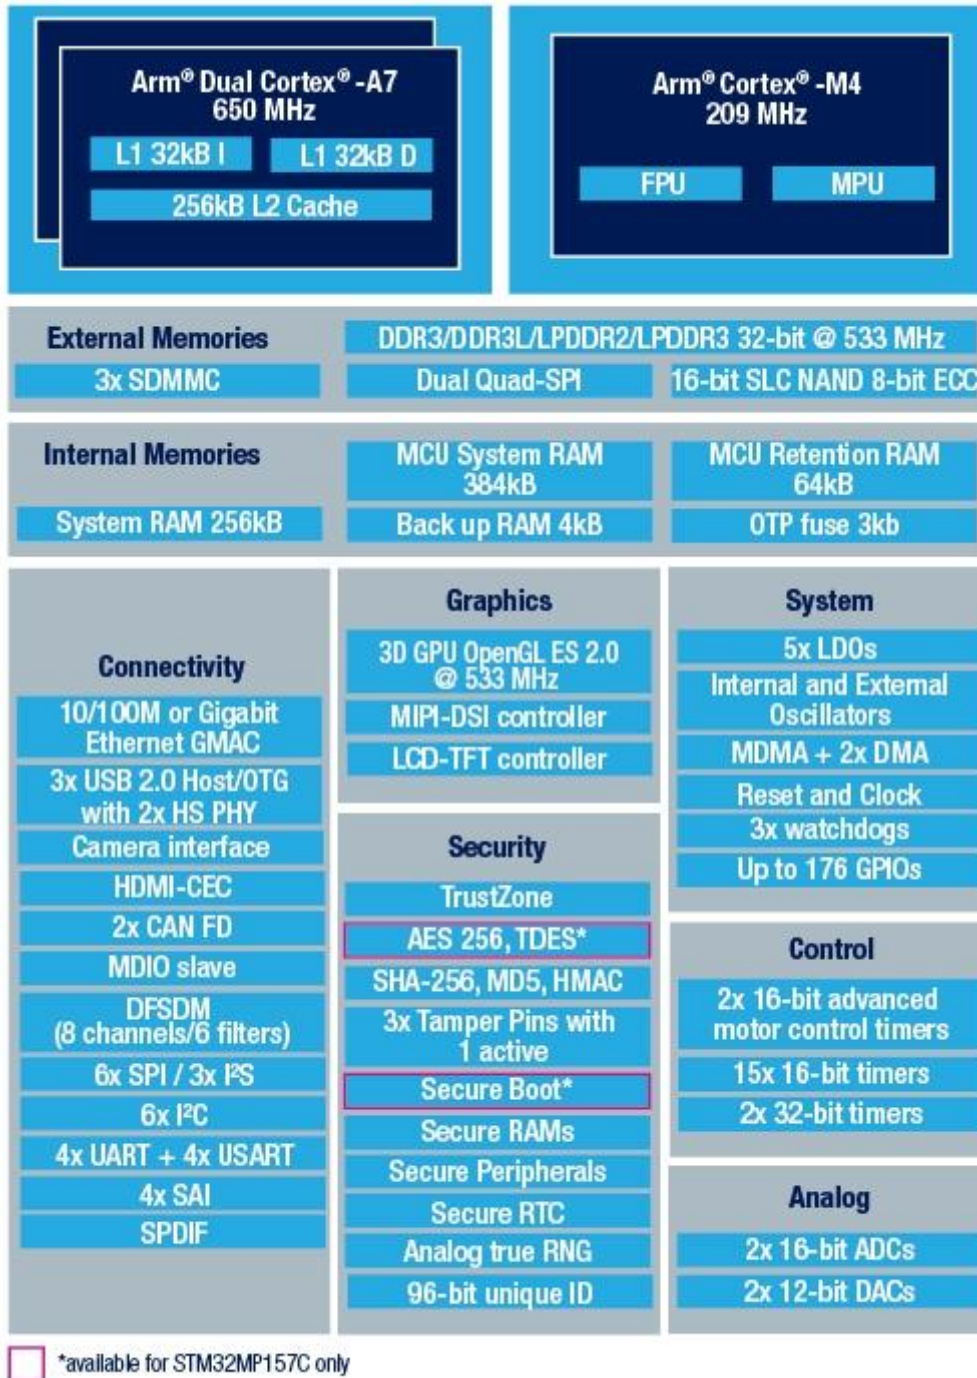 Arm® Dual Cortex® -A7
650 MHz
L1 32kB I
L1 32kB D
256kB L2 Cache
Arm® Cortex® -M4
209 MHz
FPU
MPU
External Memories
DDR3/DDR3L/LPDDR2/LPDDR3 32-bit @ 533 MHz
3x SDMMC
Dual Quad-SPI
16-bit SLC NAND 8-bit ECC
Internal Memories
MCU System RAM
384kB
MCU Retention RAM
64kB
System RAM 256kB
Back up RAM 4kB
OTP fuse 3kb
Connectivity
10/100M or Gigabit
Ethernet GMAC
3x USB 2.0 Host/OTG
with 2x HS PHY
Camera interface
HDMI-CEC
2x CAN FD
MDIO slave
DFSDM
(8 channels/6 filters)
6x SPI / 3x I²S
6x I²C
4x UART + 4x USART
4x SAI
SPDIF
Graphics
3D GPU OpenGL ES 2.0
@ 533 MHz
MIPI-DSI controller
LCD-TFT controller
Security
TrustZone
AES 256, TDES*
SHA-256, MD5, HMAC
3x Tamper Pins with
1 active
Secure Boot*
Secure RAMs
Secure Peripherals
Secure RTC
Analog true RNG
96-bit unique ID
System
5x LDOs
Internal and External
Oscillators
MDMA + 2x DMA
Reset and Clock
3x watchdogs
Up to 176 GPIOs
Control
2x 16-bit advanced
motor control timers
15x 16-bit timers
2x 32-bit timers
Analog
2x 16-bit ADCs
2x 12-bit DACs
*available for STM32MP157C only